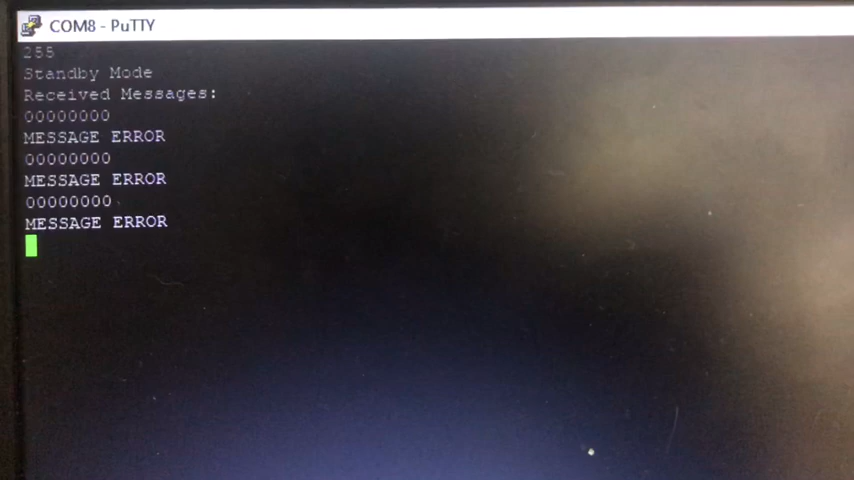 COM8 - PuTTY
255
Standby Mode
Received Messages:
00000000
MESSAGE ERROR
00000000
MESSAGE ERROR
00000000
MESSAGE ERROR